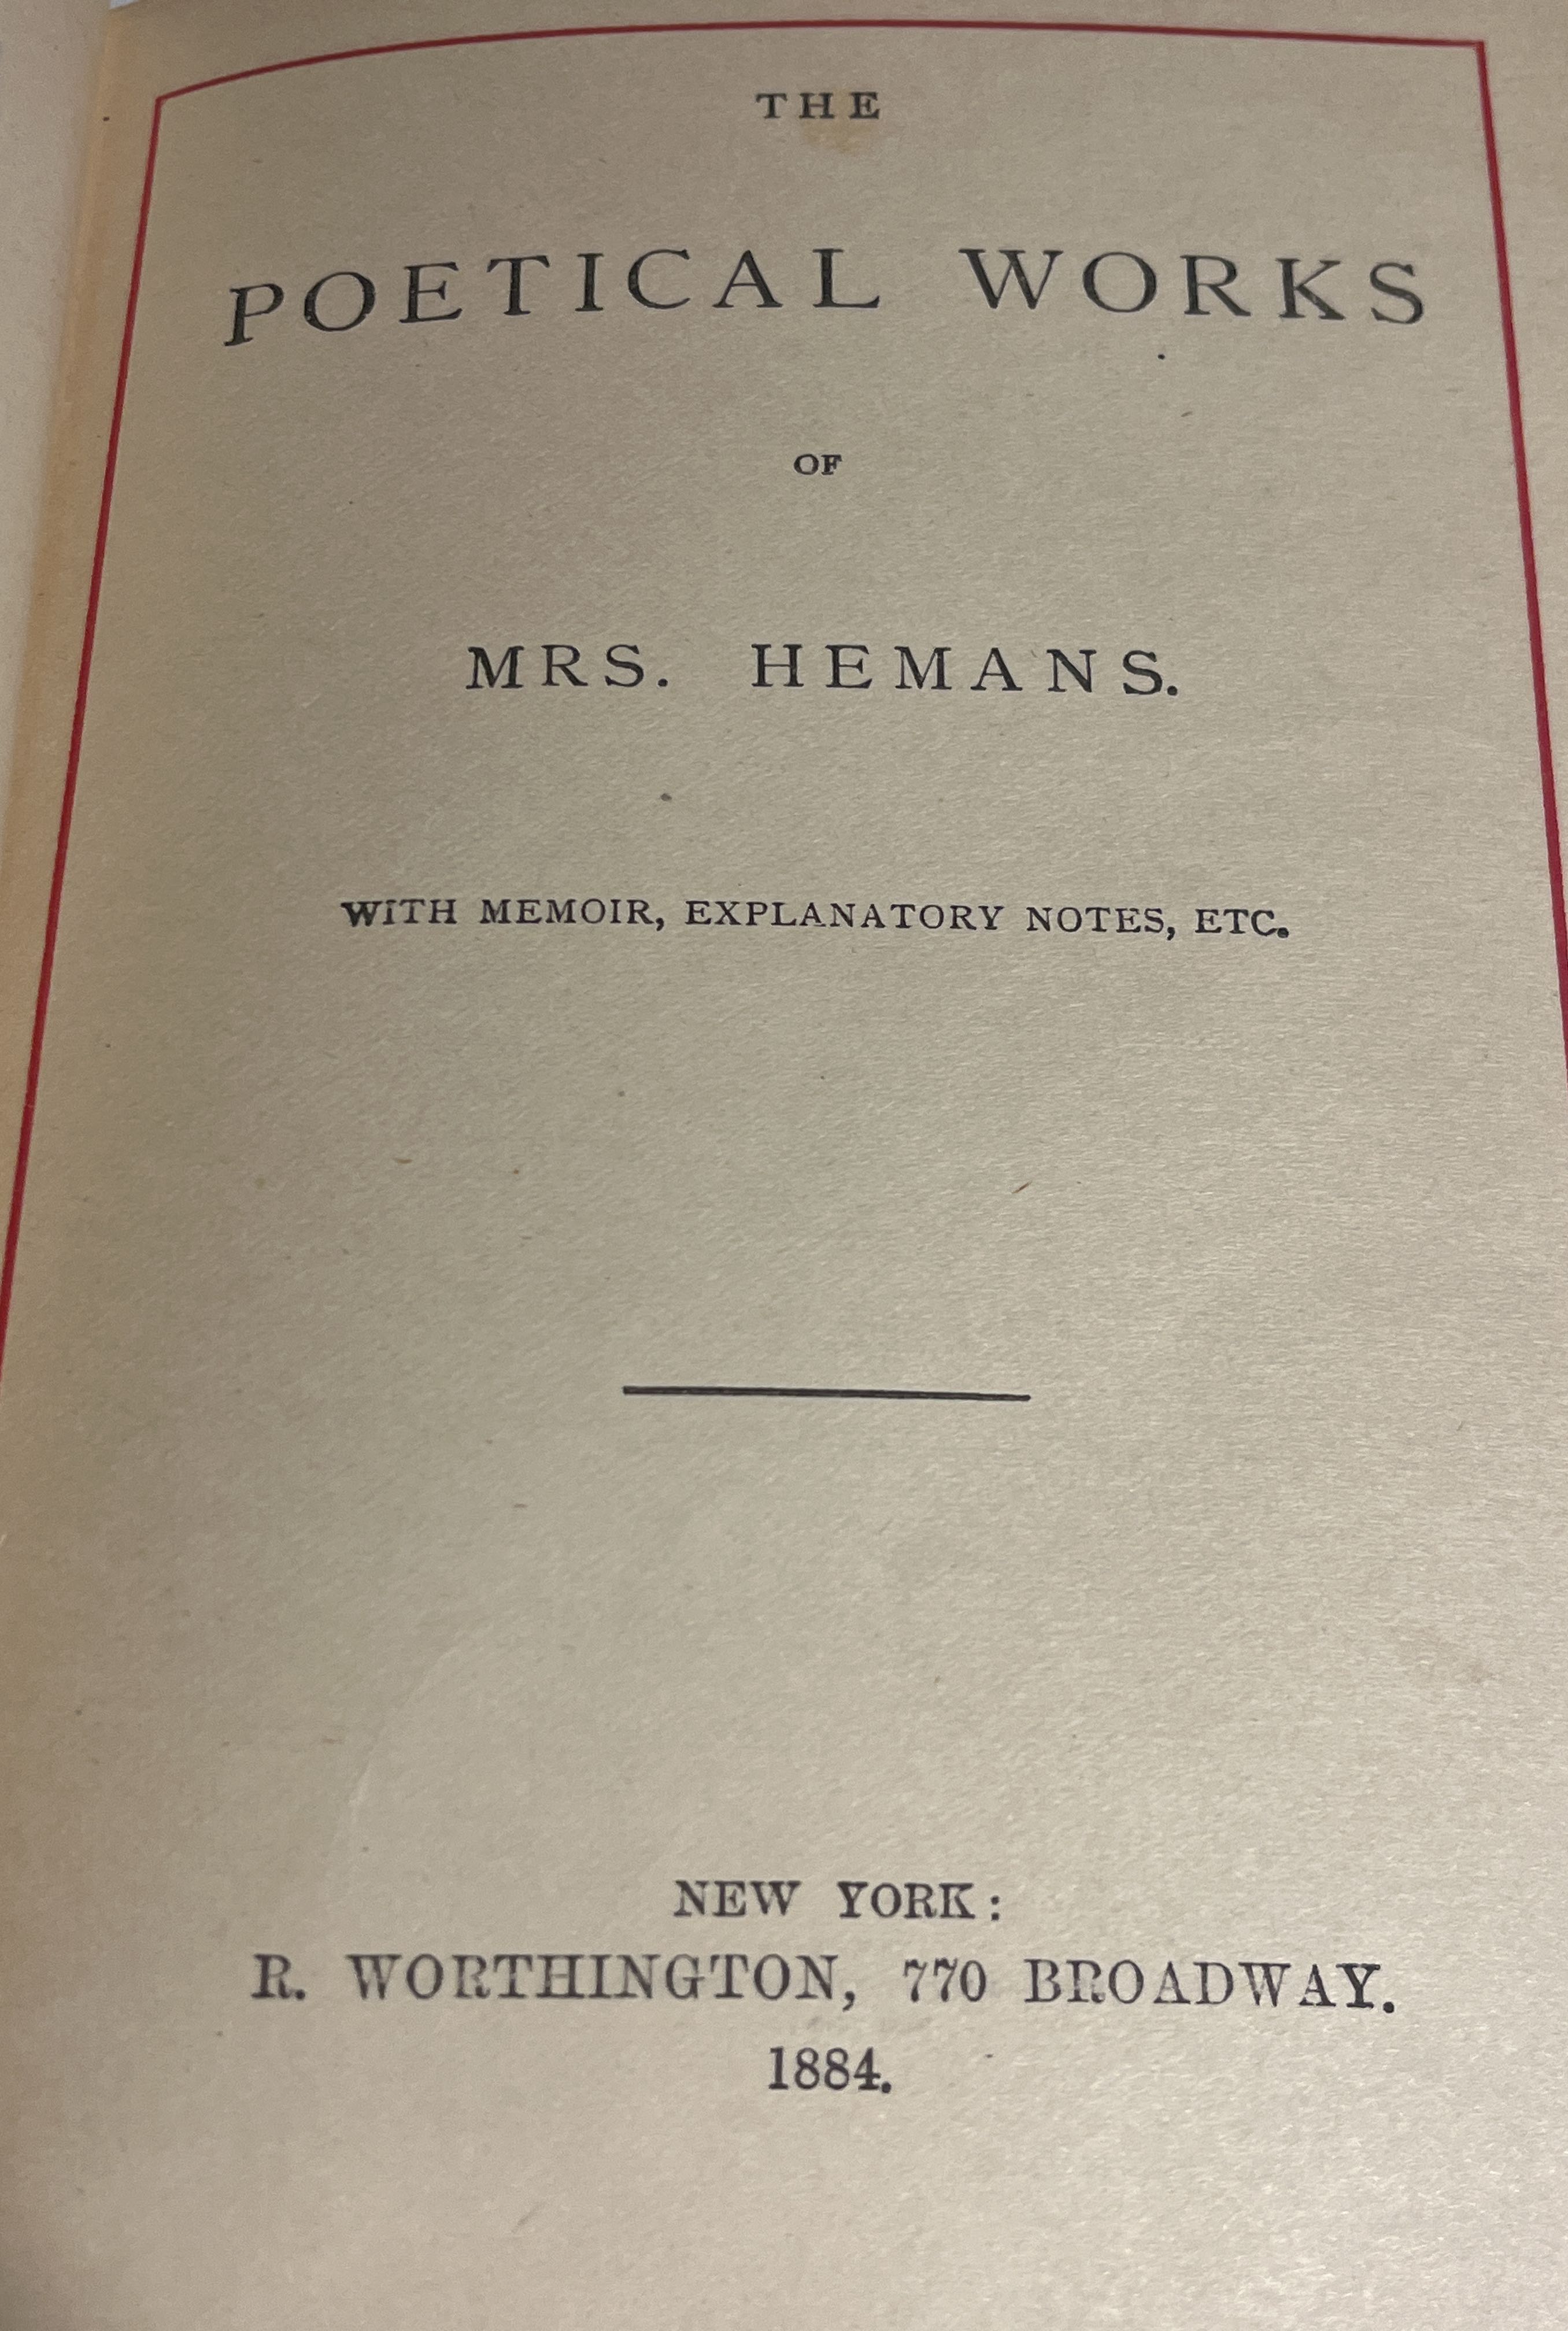 THE
POETICAL WORKS
OF
MRS. HEMANS.
WITH MEMOIR, EXPLANATORY NOTES, ETC.
NEW YORK:
R. WORTHINGTON, 770 BROADWAY.
1884.